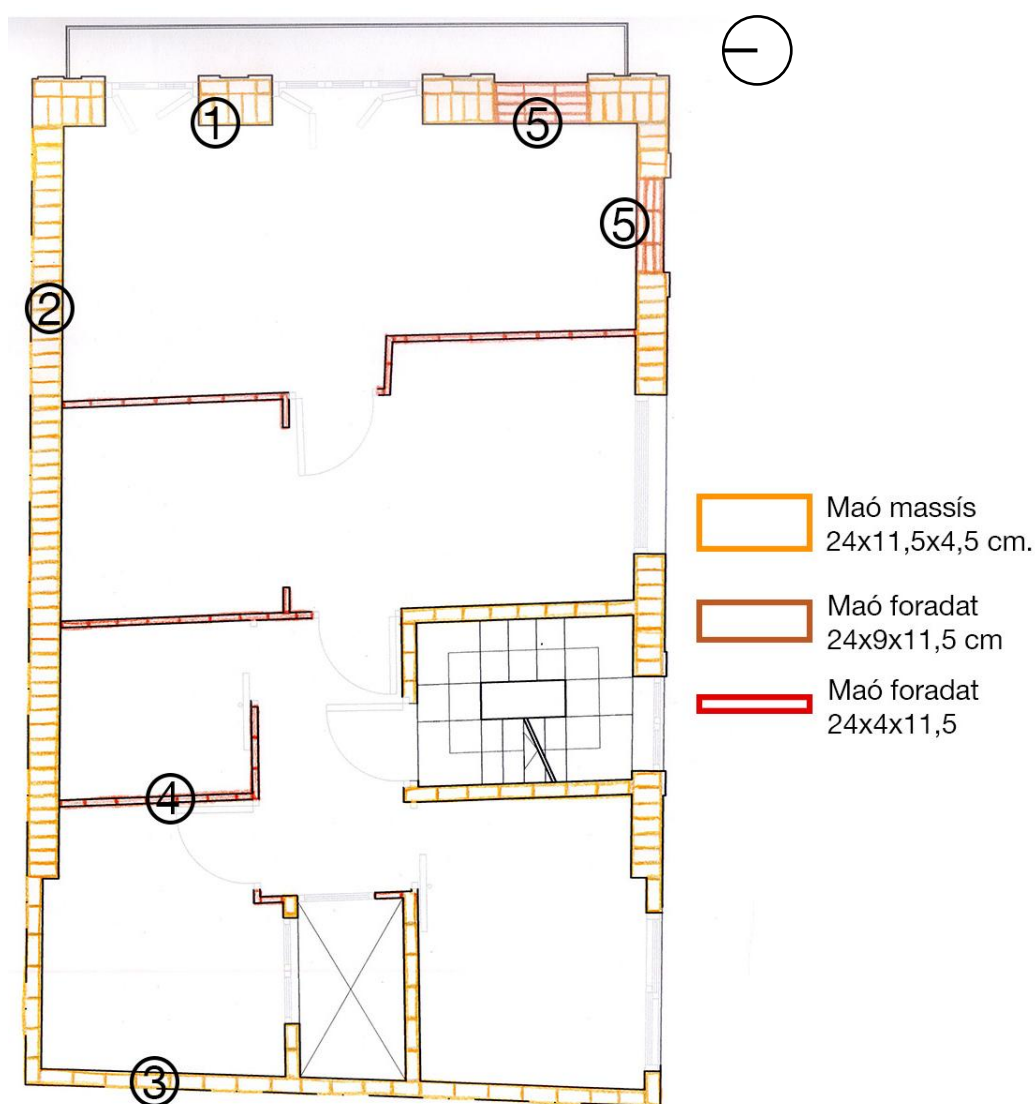 1
5
5
2
Maó massís
24x11,5x4,5 cm.
Maó foradat
24x9x11,5 cm
Maó foradat
24x4x11,5
4
3